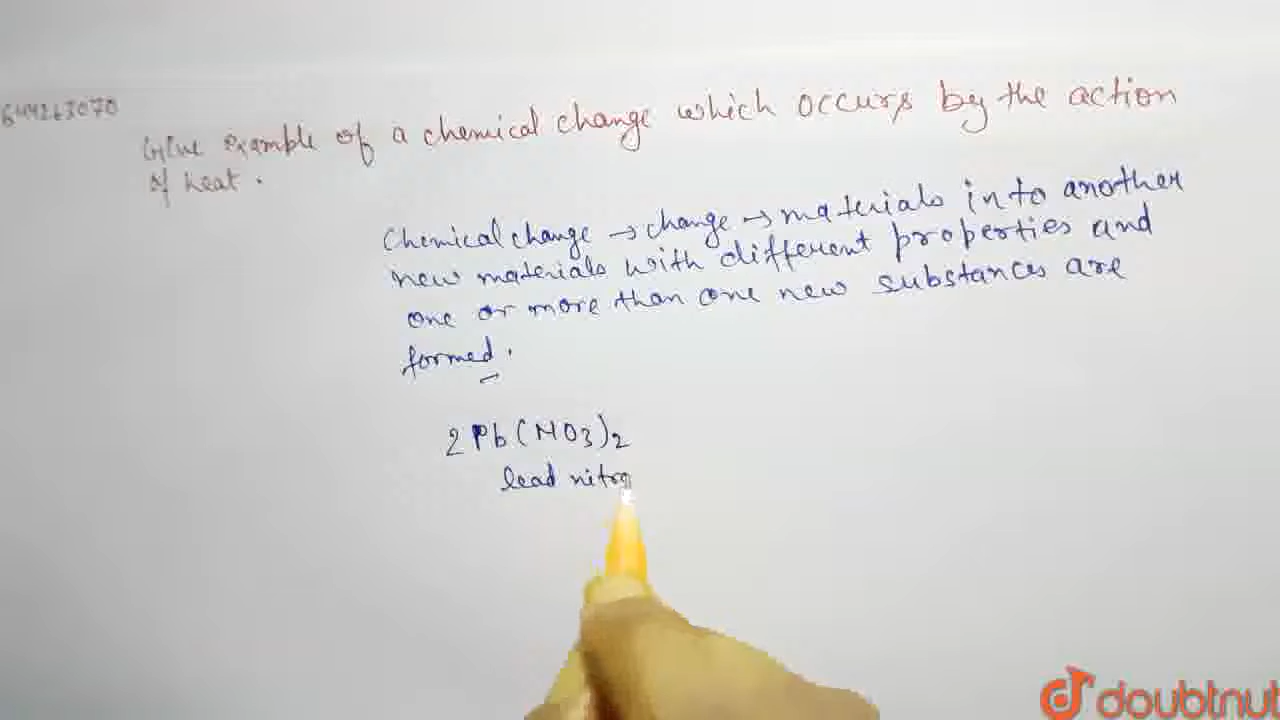 644263070
Give example of a chemical change which occurs by the action
of heat.
Chemical change → change → materials into another
new materials with different properties and
one or more than one new substances are
formed.
2Pb(NO3)2
lead nitra
doubtnut